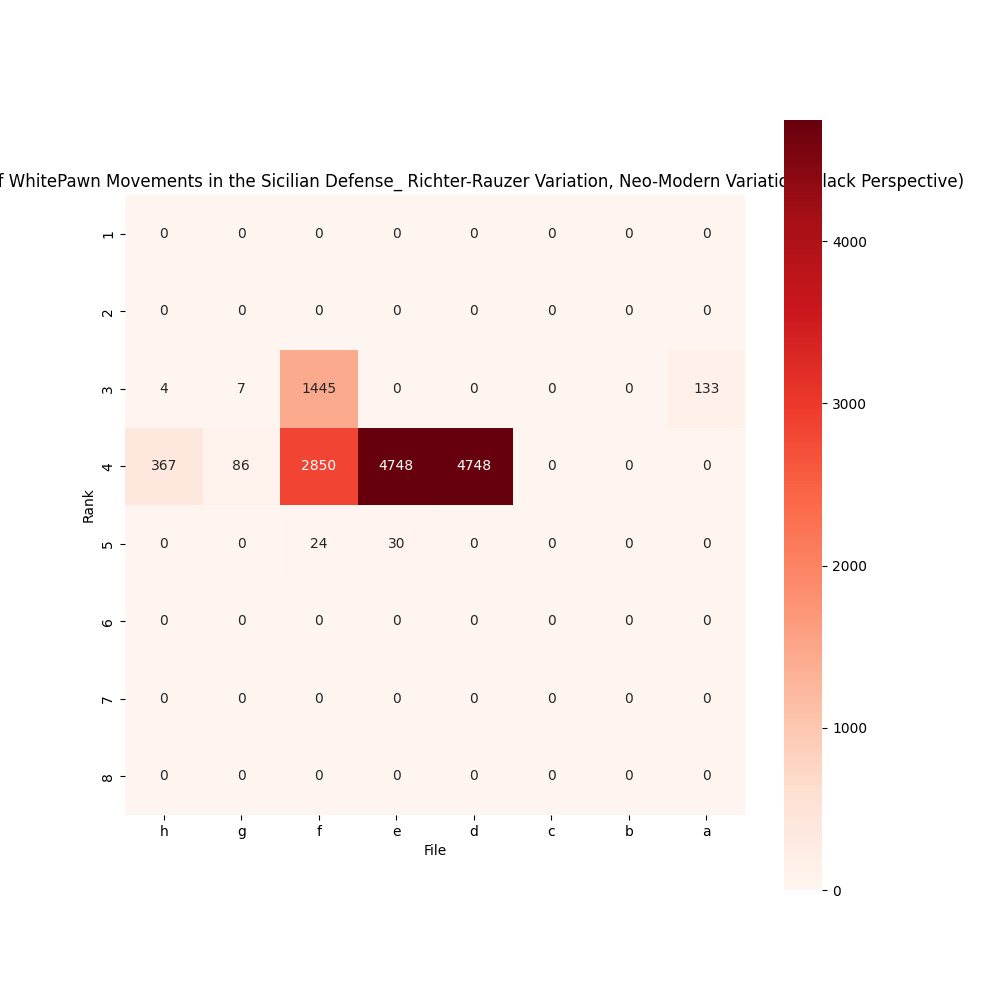 f WhitePawn Movements in the Sicilian Defense_ Richter-Rauzer Variation, Neo-Modern Variatio lack Perspective)
1 0 0 0 0 0 0 0 0
2 0 0 0 0 0 0 0 0
3 4 7 1445 0 0 0 0 133
4 367 86 2850 4748 4748 0 0 0
Rank
5 0 0 24 30 0 0 0 0
6 0 0 0 0 0 0 0 0
7 0 0 0 0 0 0 0 0
8 0 0 0 0 0 0 0 0
h g f e d c b a
File
4000
3000
2000
1000
0